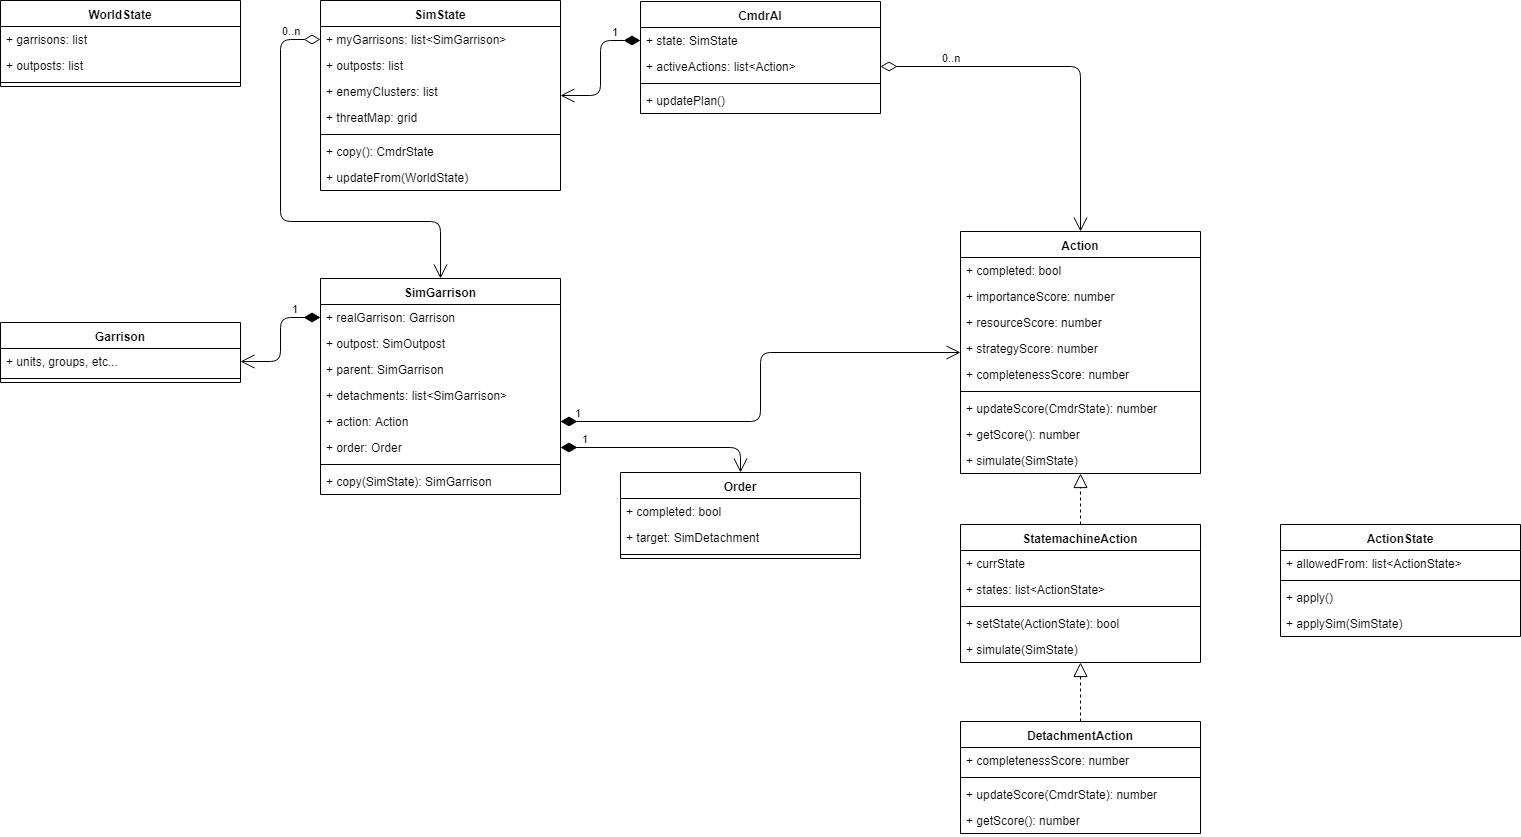 WorldState
+ garrisons: list
+ outposts: list
SimState
+ myGarrisons: list<SimGarrison>
+ outposts: list
+ enemyClusters: list
+ threatMap: grid
+ copy(): CmdrState
+ updateFrom(WorldState)
CmdrAI
+ state: SimState
+ activeActions: list<Action>
+ updatePlan()
0..n
1
0..n
Action
+ completed: bool
+ importanceScore: number
+ resourceScore: number
+ strategyScore: number
+ completenessScore: number
+ updateScore(CmdrState): number
+ getScore(): number
+ simulate(SimState)
SimGarrison
+ realGarrison: Garrison
+ outpost: SimOutpost
+ parent: SimGarrison
+ detachments: list<SimGarrison>
+ action: Action
+ order: Order
+ copy(SimState): SimGarrison
1
Garrison
+ units, groups, etc...
1
1
Order
+ completed: bool
+ target: SimDetachment
StatemachineAction
+ currState
+ states: list<ActionState>
+ setState(ActionState): bool
+ simulate(SimState)
ActionState
+ allowedFrom: list<ActionState>
+ apply()
+ applySim(SimState)
DetachmentAction
+ completenessScore: number
+ updateScore(CmdrState): number
+ getScore(): number